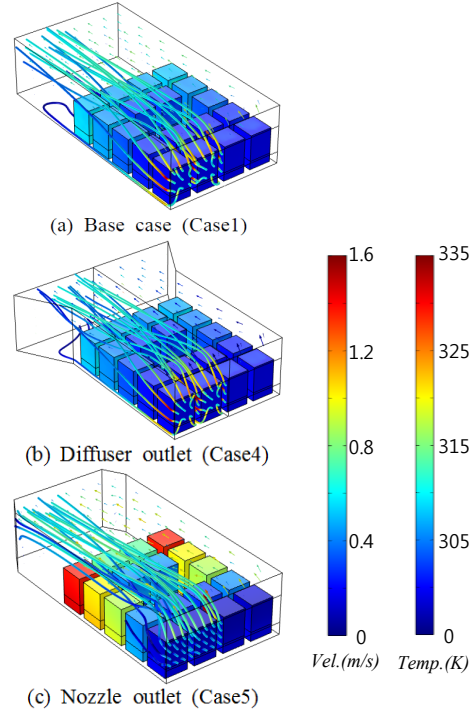 (a) Base case (Case1)
(b) Diffuser outlet (Case4)
(c) Nozzle outlet (Case5)
1.6
1.2
0.8
0.4
0
Vel.(m/s)
335
325
315
305
0
Temp.(K)